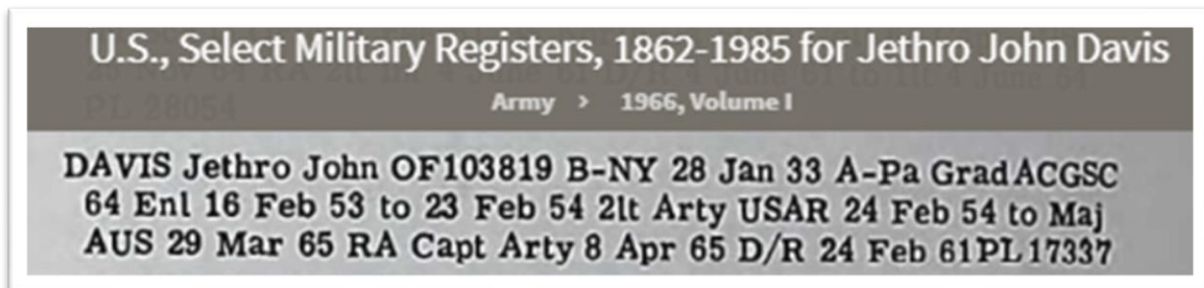 U.S., Select Military Registers, 1862-1985 for Jethro John Davis
PL 28054
Army > 1966, Volume I
DAVIS Jethro John OF103819 B-NY 28 Jan 33 A-Pa Grad ACGSC
64 Enl 16 Feb 53 to 23 Feb 54 2lt Arty USAR 24 Feb 54 to Maj
AUS 29 Mar 65 RA Capt Arty 8 Apr 65 D/R 24 Feb 61 PL 17337